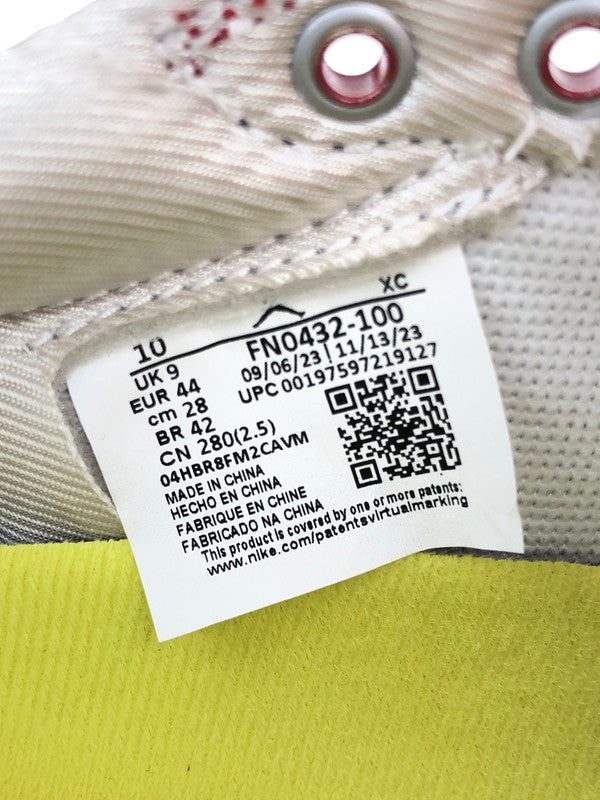 10 XC
UK 9 FN0432-100
EUR 44 09/06/23 | 11/13/23
cm 28 UPC 00197597219127
BR 42
CN 280(2.5)
04HBR8FM2CAVM
MADE IN CHINA
HECHO EN CHINA
FABRIQUE EN CHINE
FABRICADO NA CHINA
This product is covered by one or more patents:
www.nike.com/patentsvirtualmarking